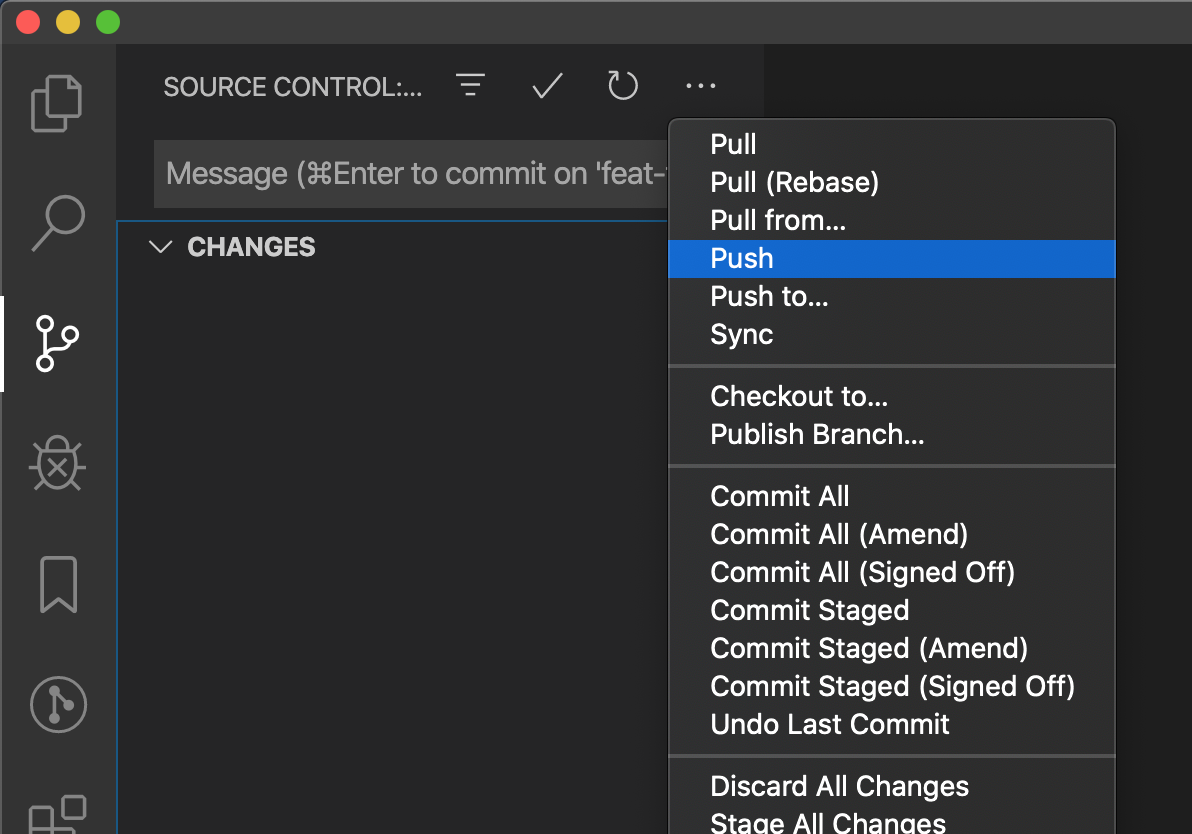 SOURCE CONTROL:...
Message (⌘Enter to commit on 'feat-
CHANGES
Pull
Pull (Rebase)
Pull from...
Push
Push to...
Sync
Checkout to...
Publish Branch...
Commit All
Commit All (Amend)
Commit All (Signed Off)
Commit Staged
Commit Staged (Amend)
Commit Staged (Signed Off)
Undo Last Commit
Discard All Changes
Stage All Changes